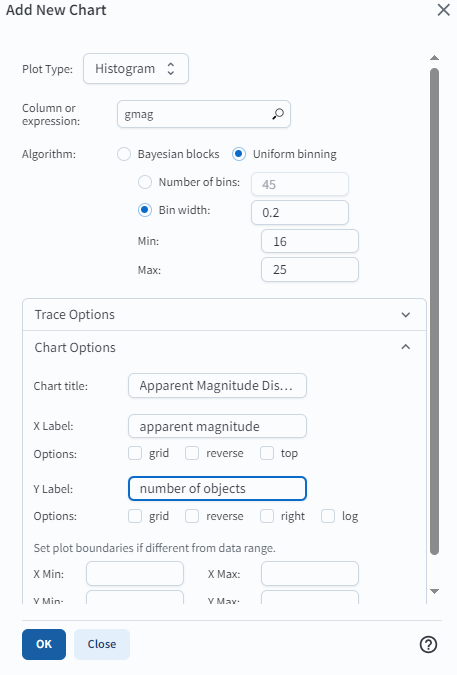 Add New Chart
Plot Type: Histogram
Column or
expression: gmag
Algorithm: Bayesian blocks Uniform binning
Number of bins: 45
Bin width: 0.2
Min: 16
Max: 25
Trace Options
Chart Options
Chart title: Apparent Magnitude Dis...
X Label: apparent magnitude
Options: grid reverse top
Y Label: number of objects
Options: grid reverse right log
Set plot boundaries if different from data range.
X Min: X Max:
Y Min: Y Max:
OK Close ?